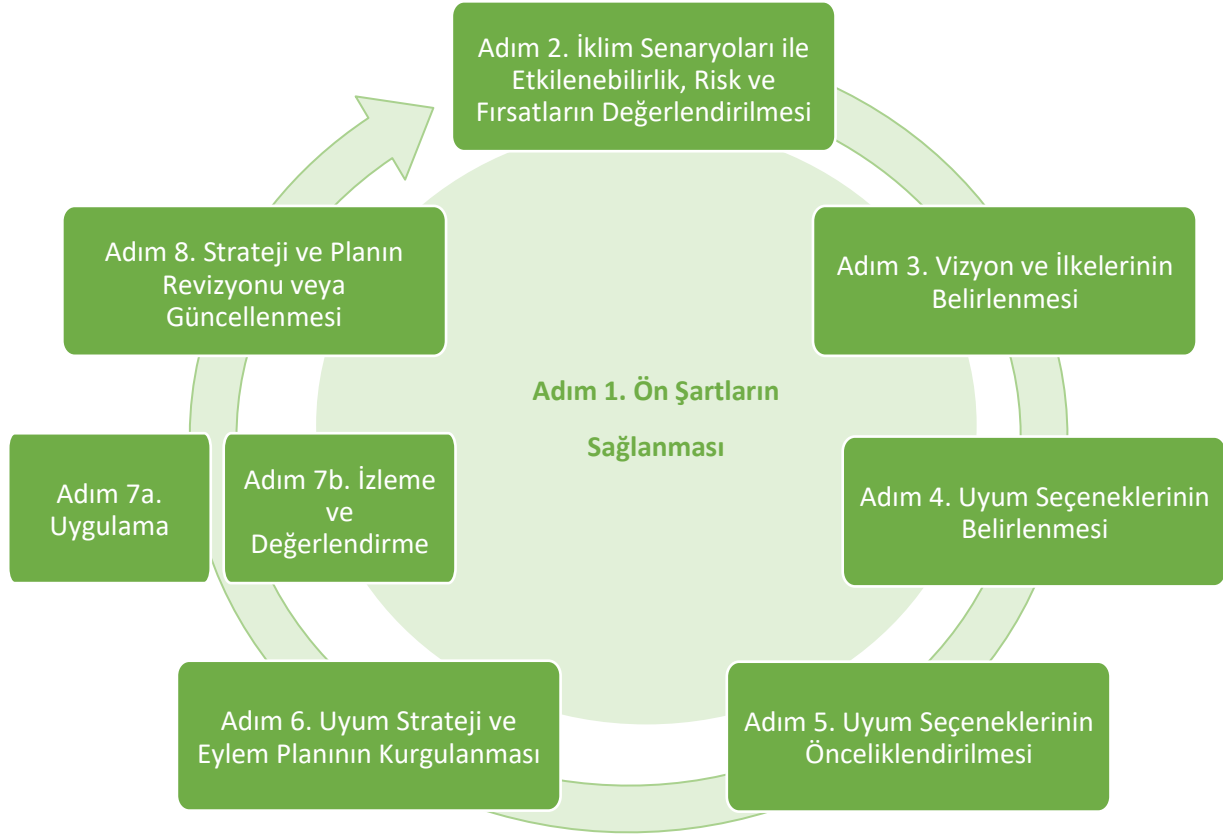 Adım 2. İklim Senaryoları ile
Etkilenebilirlik, Risk ve
Fırsatların Değerlendirilmesi
Adım 8. Strateji ve Planın
Revizyonu veya
Güncellenmesi
Adım 3. Vizyon ve İlkelerinin
Belirlenmesi
Adım 1. Ön Şartların
Sağlanması
Adım 7a.
Uygulama
Adım 7b. İzleme
ve
Değerlendirme
Adım 4. Uyum Seçeneklerinin
Belirlenmesi
Adım 6. Uyum Strateji ve
Eylem Planının Kurgulanması
Adım 5. Uyum Seçeneklerinin
Önceliklendirilmesi